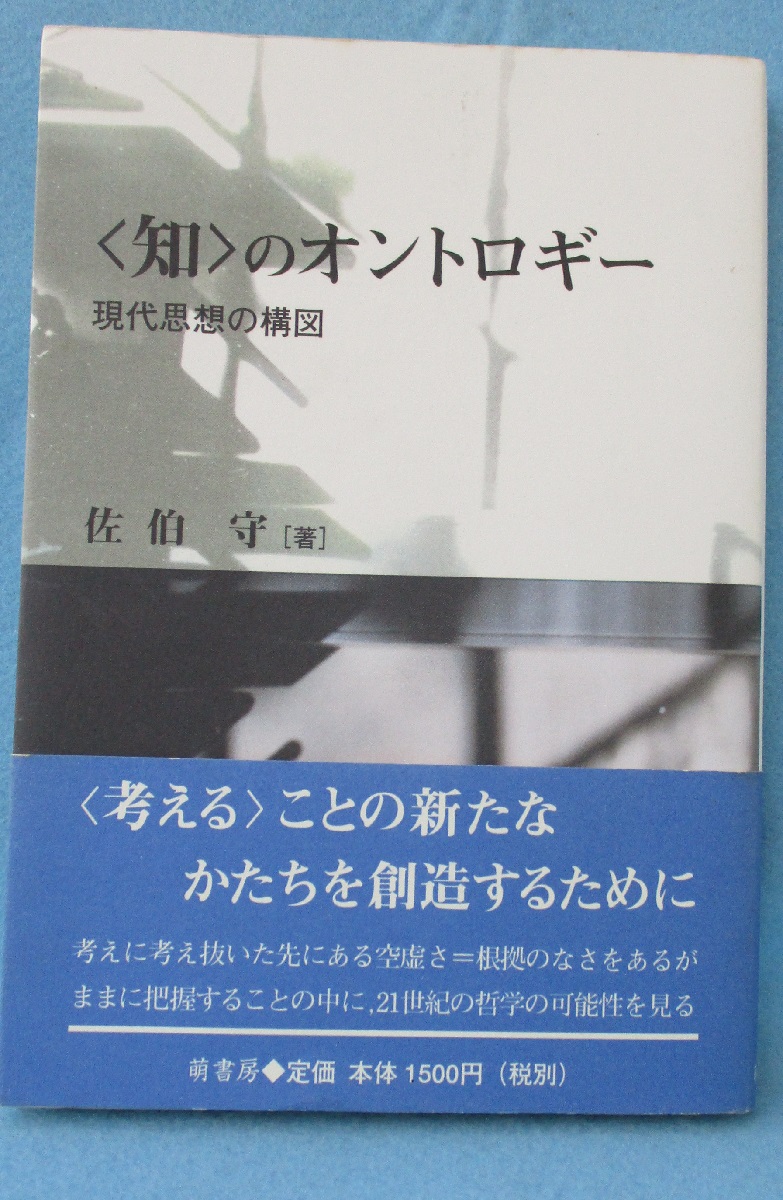 〈知〉のオントロギー
現代思想の構図
佐伯 守[著]
〈考える〉ことの新たな
かたちを創造するために
考えに考え抜いた先にある空虚さ=根拠のなさをあるが
ままに把握することの中に,21世紀の哲学の可能性を見る
萌書房◆定価 本体1500円(税別)